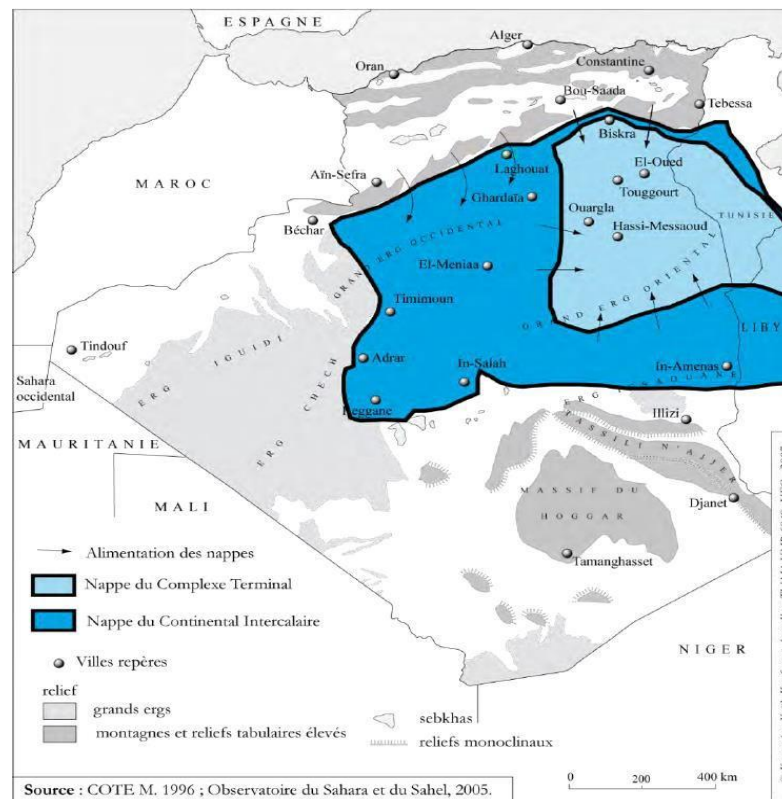 ESPAGNE
Alger
Oran
Constantine
Bou-Saada
Tebessa
Biskra
MAROC
Aïn-Sefra
Laghouat
El-Oued
Ghardaïa
Touggourt
Béchar
Ouargla
TUNISIE
Hassi-Messaoud
GRAND ERG OCCIDENTAL
El-Meniaa
GRAND ERG ORIENTAL
Timimoun
LIBY
Tindouf
ERG IGUIDI
Adrar
In-Salah
In-Amenas
Sahara
occidental
ERG CHECH
Reggane
Illizi
MAURITANIE
TASSILI N'AJJER
MALI
MASSIF DU
HOGGAR
Djanet
Tamanghasset
NIGER
Alimentation des nappes
Nappe du Complexe Terminal
Nappe du Continental Intercalaire
Villes repères
relief
grands ergs
montagnes et reliefs tabulaires élevés
sebkhas
reliefs monoclinaux
0 200 400 km
Source : COTE M. 1996 ; Observatoire du Sahara et du Sahel, 2005.